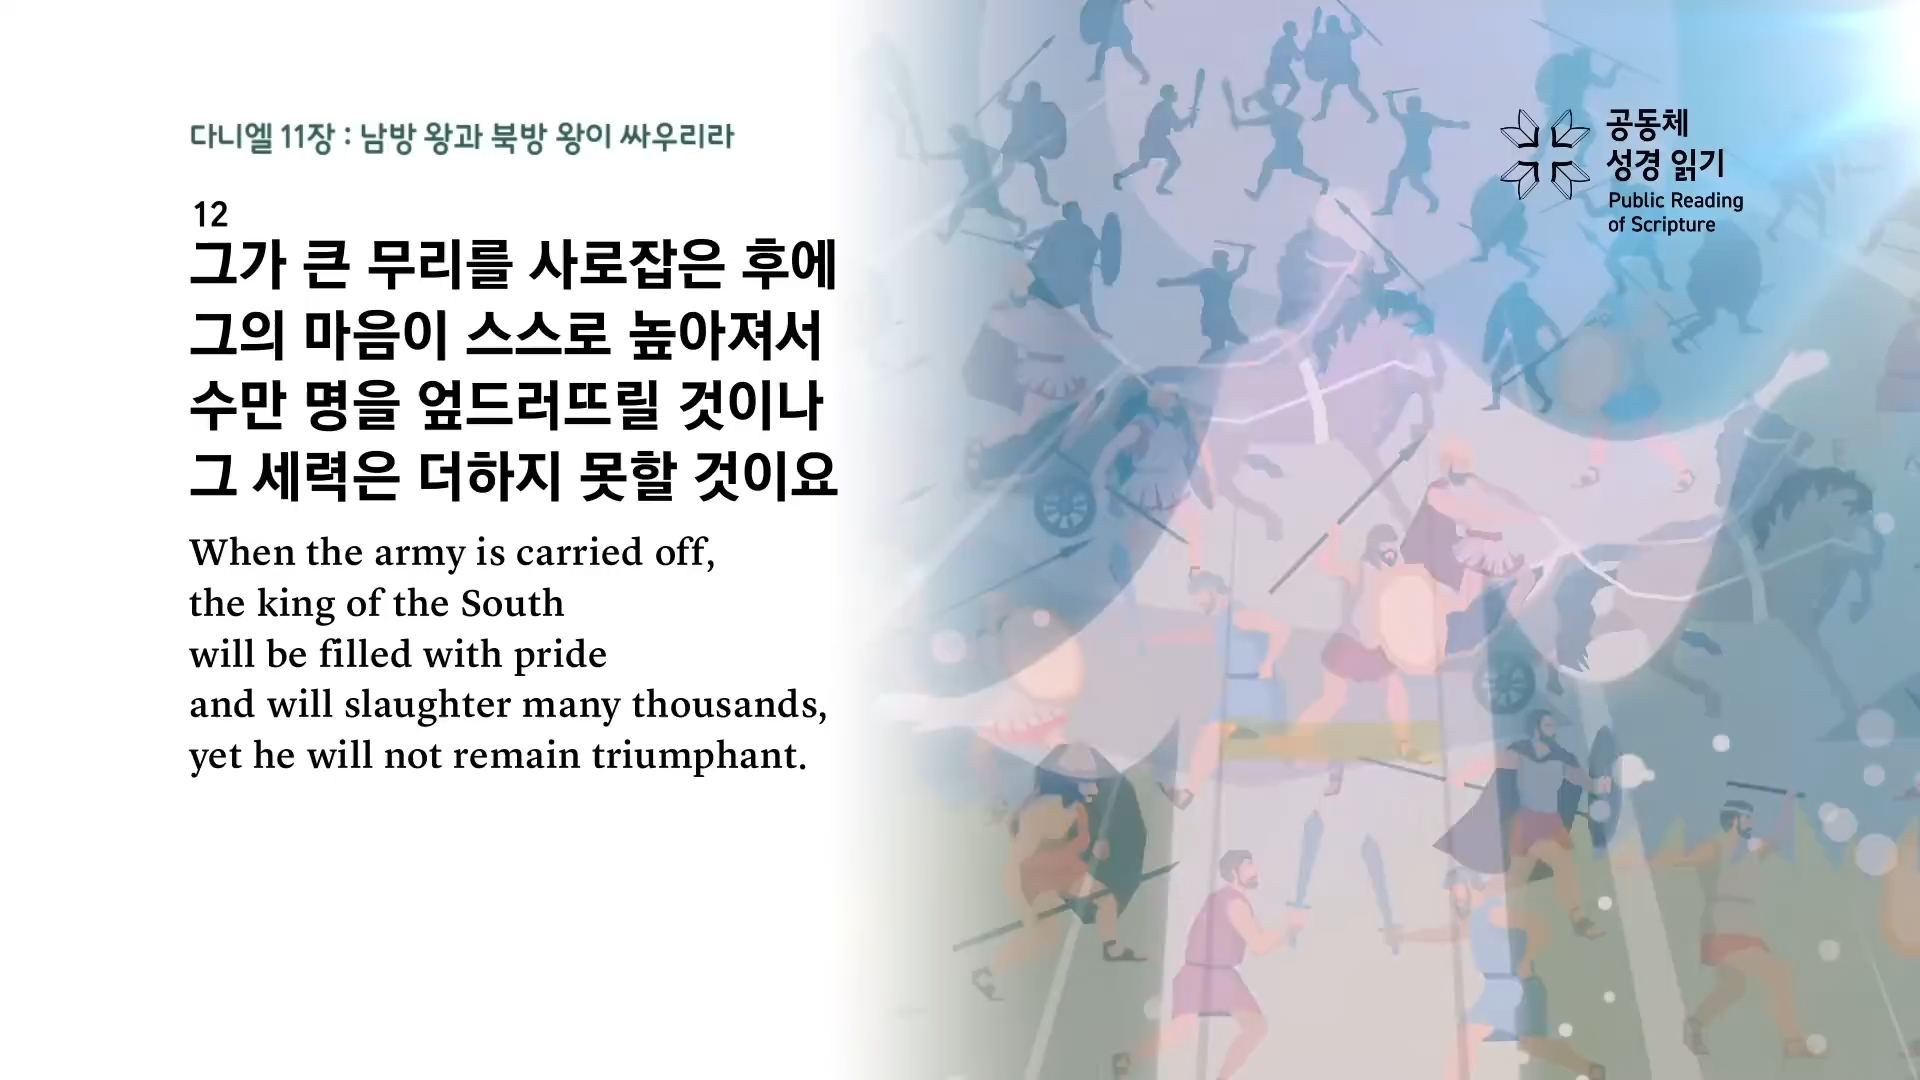 다니엘 11장 : 남방 왕과 북방 왕이 싸우리라
12
그가 큰 무리를 사로잡은 후에
그의 마음이 스스로 높아져서
수만 명을 엎드러뜨릴 것이나
그 세력은 더하지 못할 것이요
When the army is carried off,
the king of the South
will be filled with pride
and will slaughter many thousands,
yet he will not remain triumphant.
공동체
성경 읽기
Public Reading
of Scripture